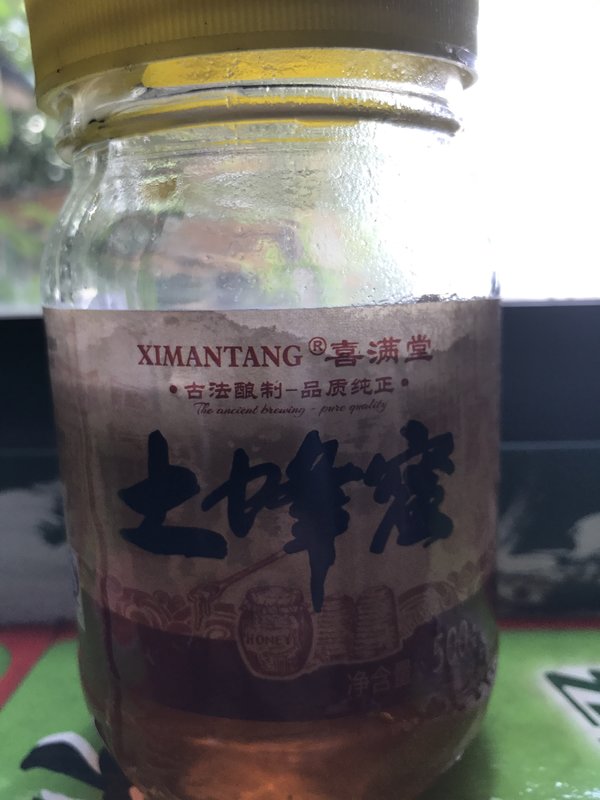 XIMANTANG®喜满堂
•古法酿制–品质纯正•
The ancient brewing - pure quality
土蜂蜜
HONEY
净含量